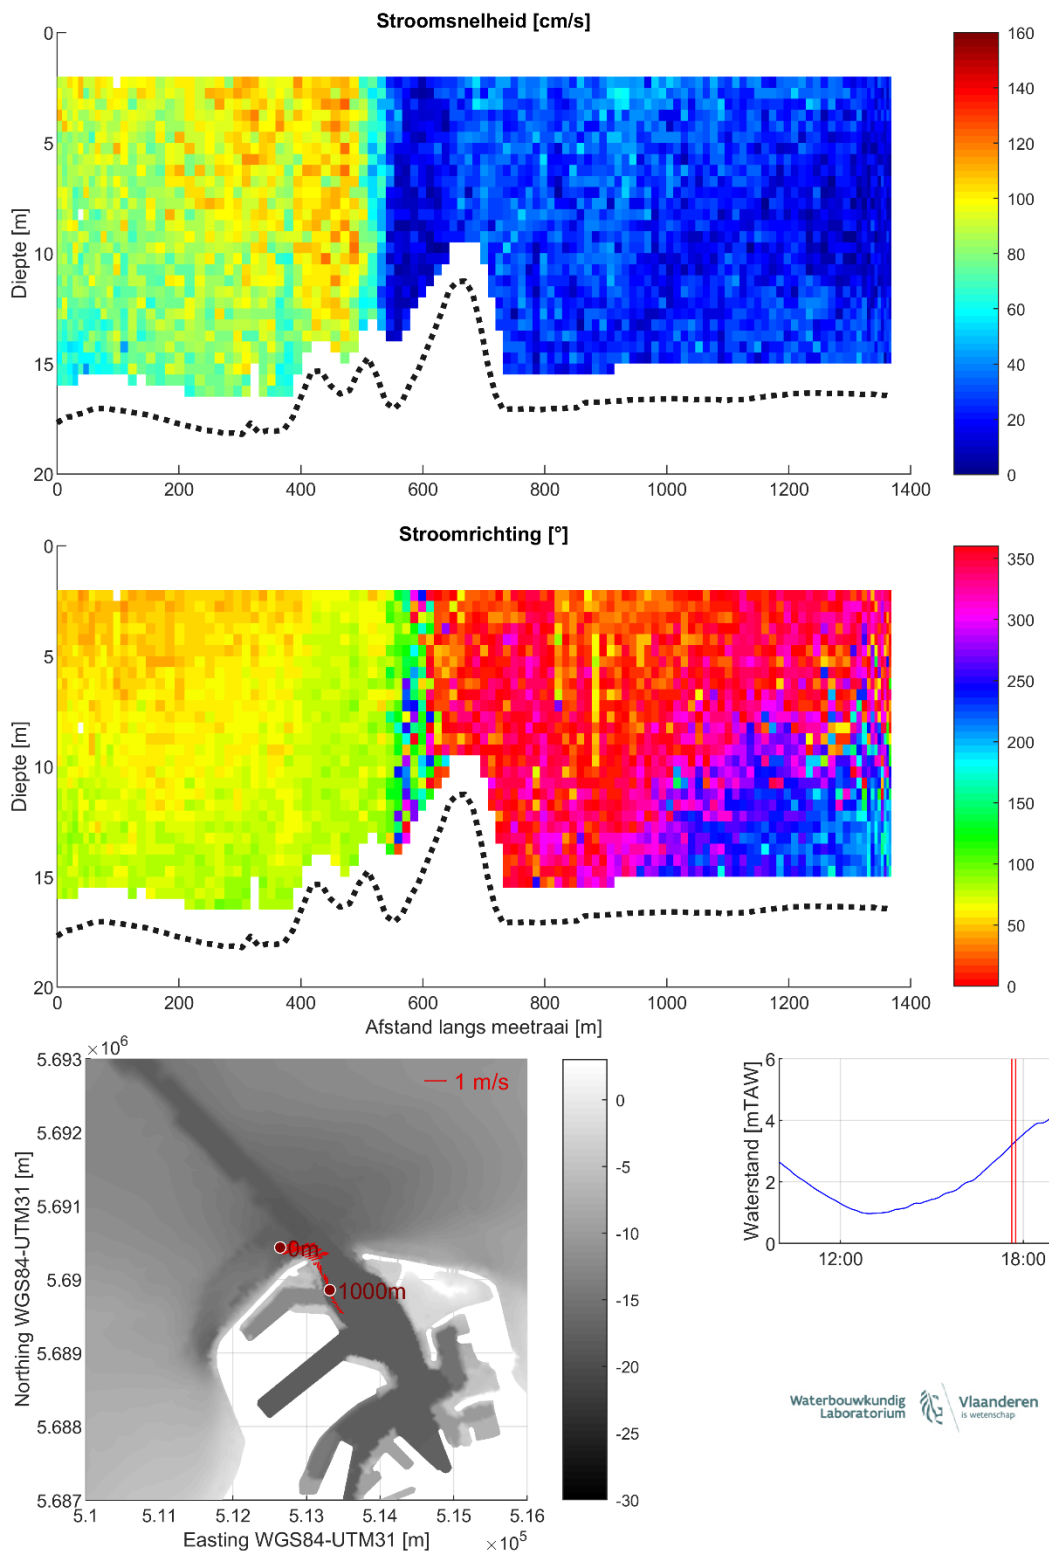 Stroomsnelheid [cm/s]
0
5
10
15
20
Diepte [m]
0 200 400 600 800 1000 1200 1400
160
140
120
100
80
60
40
20
0
Stroomrichting [°]
0
5
10
15
20
Diepte [m]
0 200 400 600 800 1000 1200 1400
Afstand langs meetraai [m]
350
300
250
200
150
100
50
0
×10⁶
5.693
5.692
5.691
5.69
5.689
5.688
5.687
Northing WGS84-UTM31 [m]
1 m/s
0m
1000m
5.1 5.11 5.12 5.13 5.14 5.15 5.16
Easting WGS84-UTM31 [m]
×10⁵
0
-5
-10
-15
-20
-25
-30
Waterstand [mTAW]
6
4
2
0
12:00 18:00
Waterbouwkundig
Laboratorium
Vlaanderen
is wetenschap